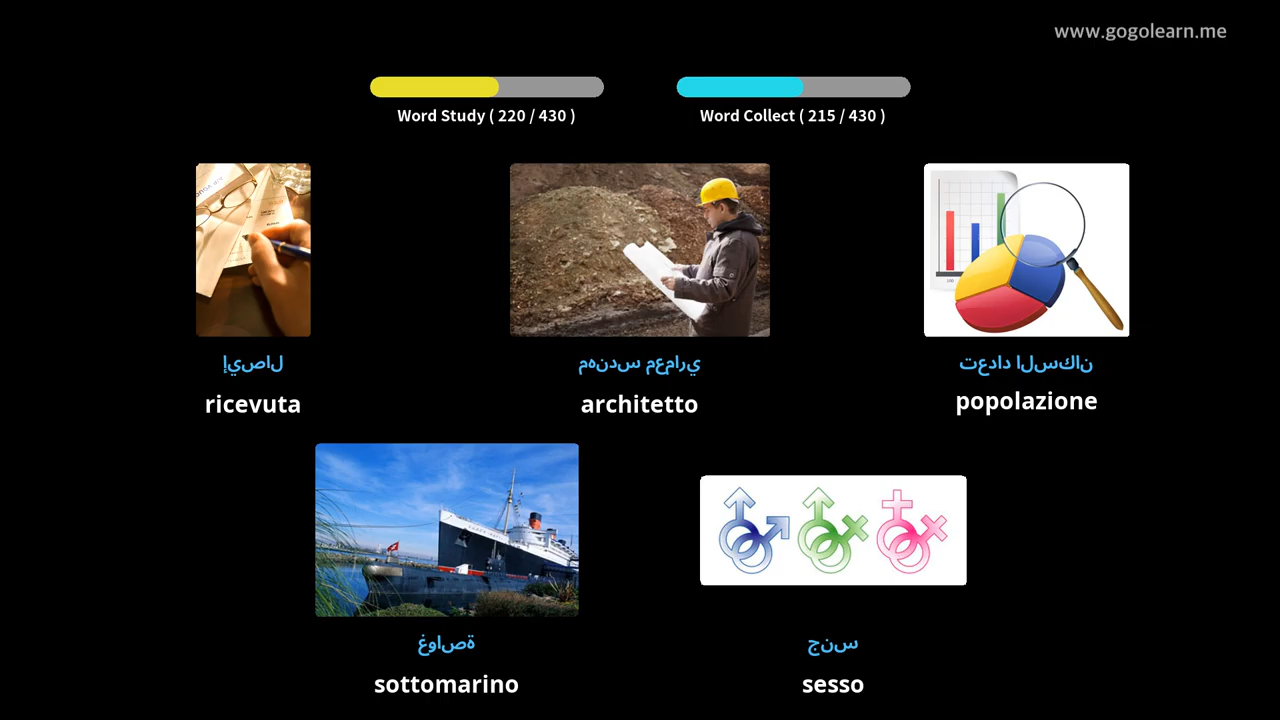 www.gogolearn.me
Word Study ( 220 / 430 )
Word Collect ( 215 / 430 )
إيصال
ricevuta
مهندس معماري
architetto
تعداد السكان
popolazione
غواصة
sottomarino
جنس
sesso